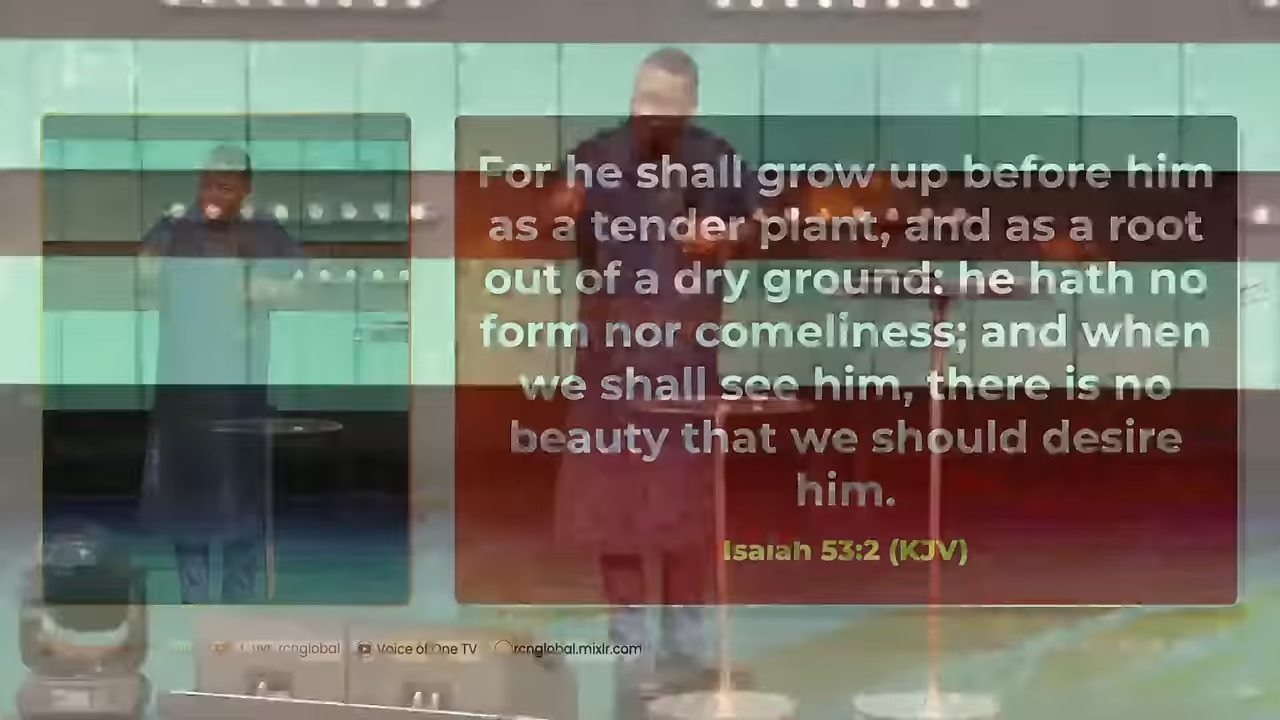 For he shall grow up before him
as a tender plant, and as a root
out of a dry ground: he hath no
form nor comeliness; and when
we shall see him, there is no
beauty that we should desire
him.
Isaiah 53:2 (KJV)
rcnglobal Voice of One TV rcnglobal.mixlr.com